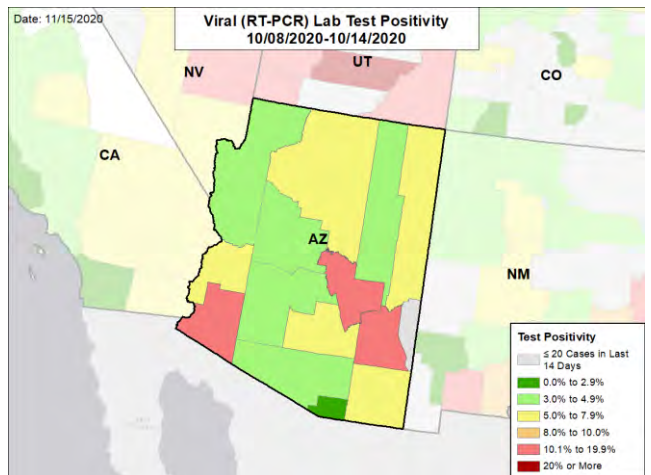 Date: 11/15/2020
Viral (RT-PCR) Lab Test Positivity
10/08/2020-10/14/2020
NV
UT
CO
CA
AZ
NM
Test Positivity
≤ 20 Cases in Last
14 Days
0.0% to 2.9%
3.0% to 4.9%
5.0% to 7.9%
8.0% to 10.0%
10.1% to 19.9%
20% or More